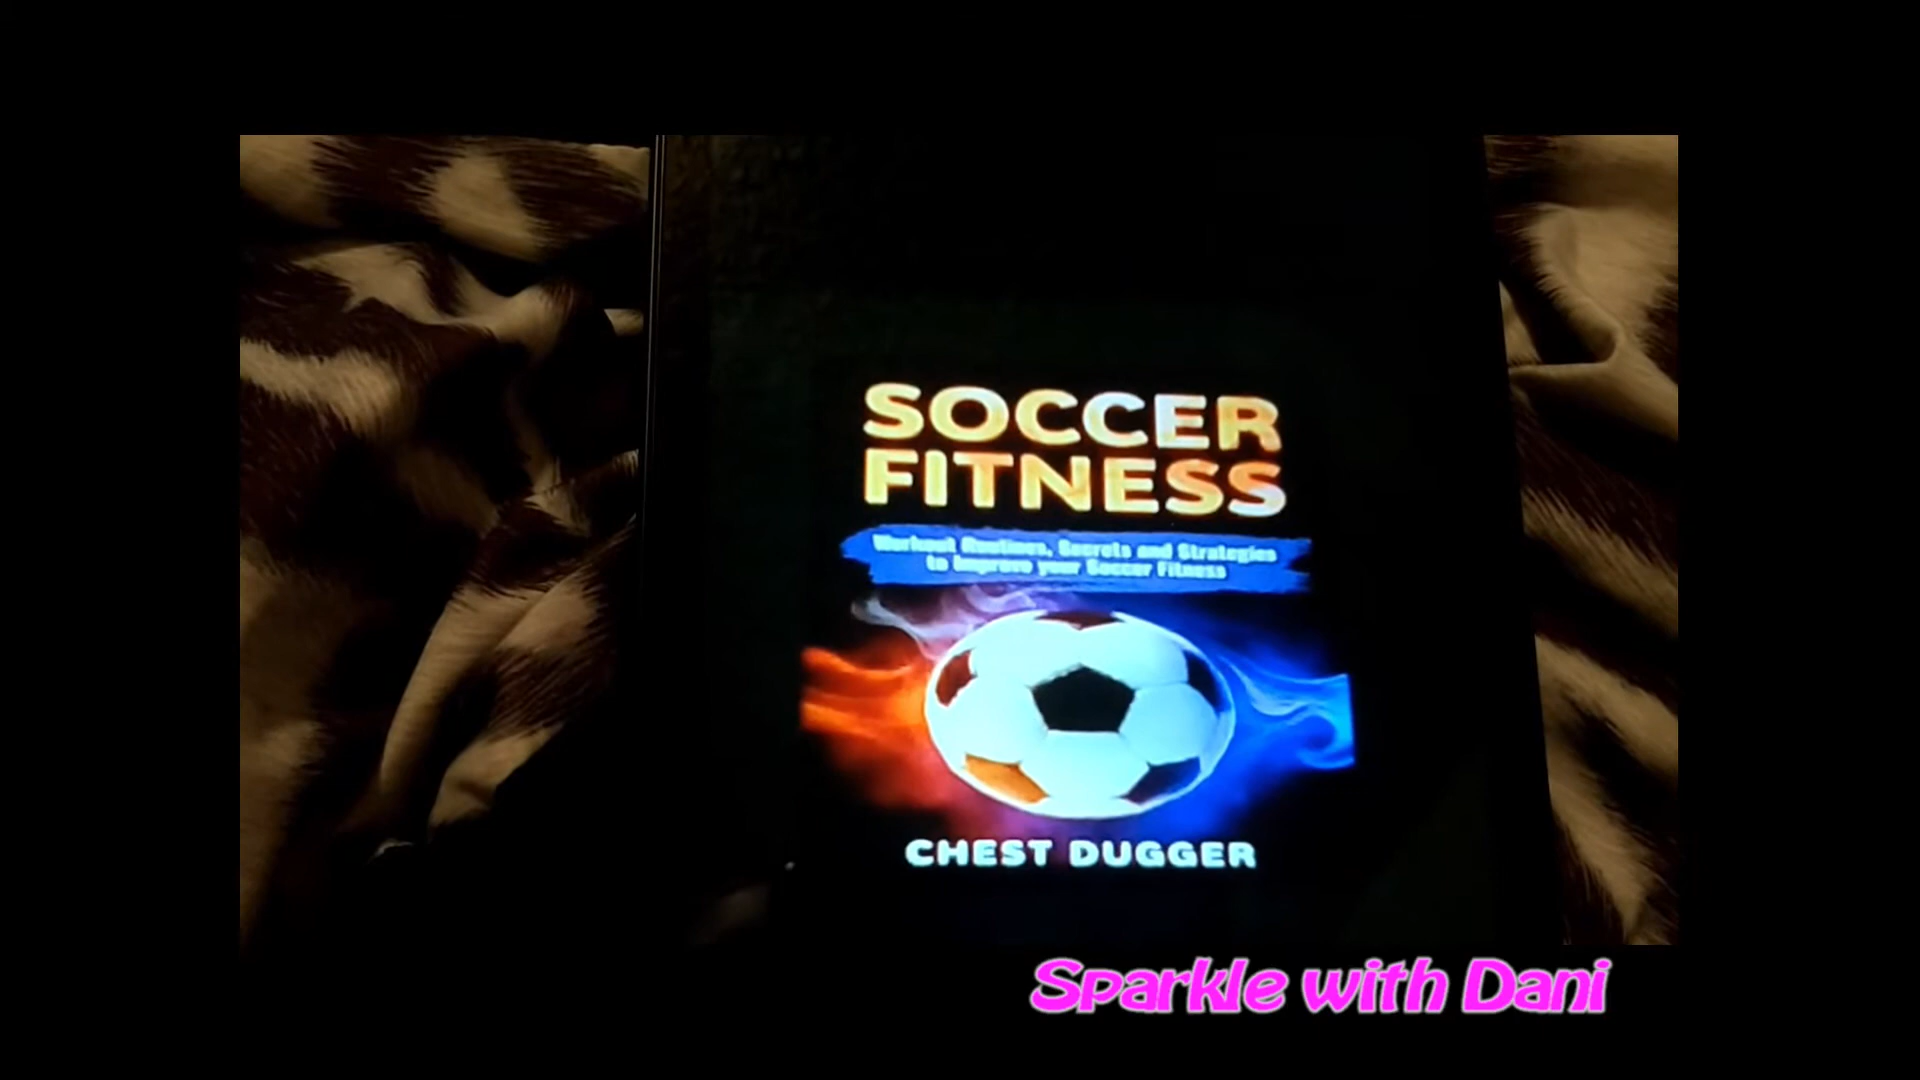 SOCCER
FITNESS
Workout Routines, Secrets and Strategies
to Improve your Soccer Fitness
CHEST DUGGER
Sparkle with Dani